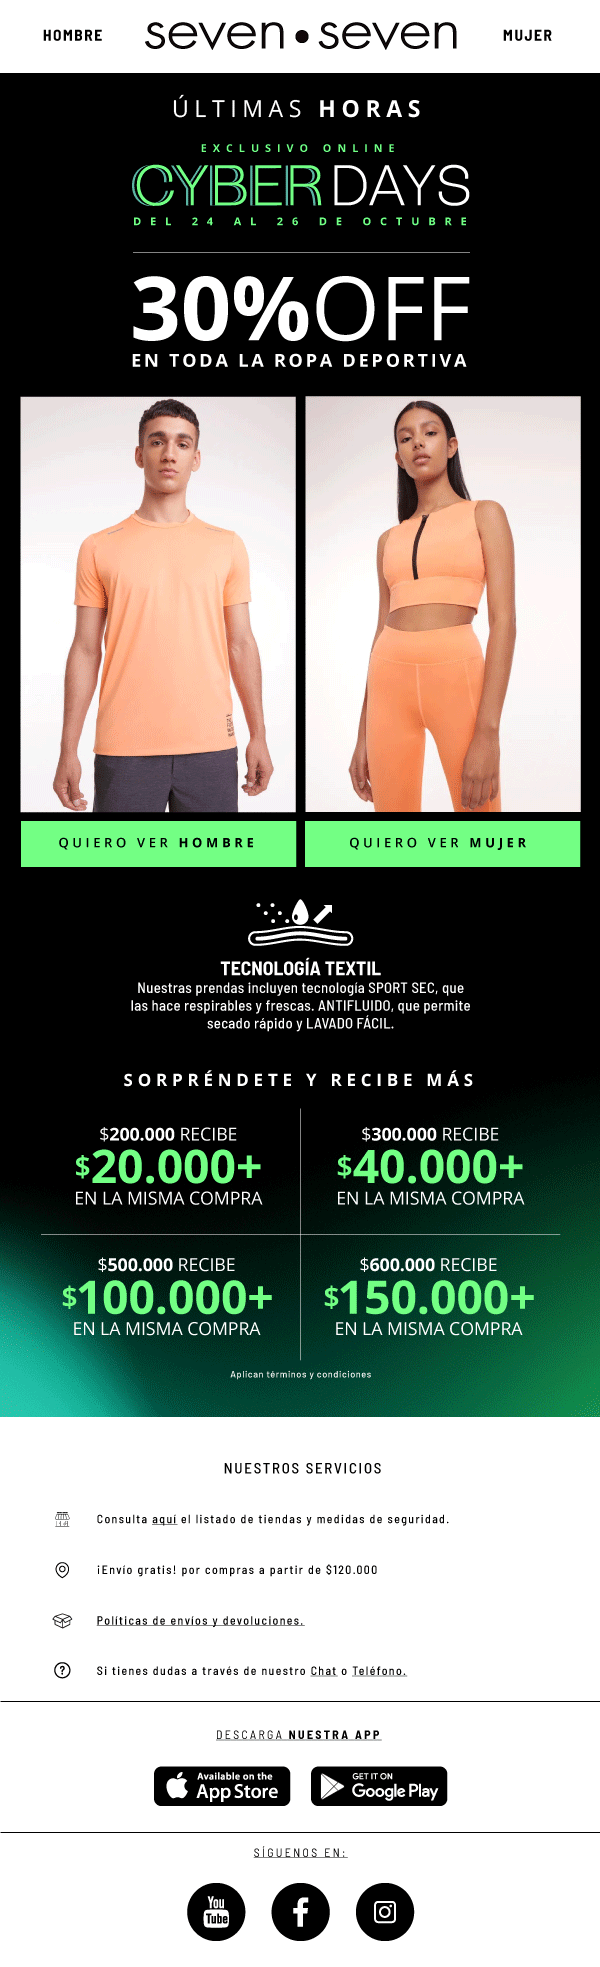 HOMBRE
seven•seven
MUJER
ÚLTIMAS HORAS
EXCLUSIVO ONLINE
CYBER DAYS
DEL 24 AL 26 DE OCTUBRE
30%OFF
EN TODA LA ROPA DEPORTIVA
QUIERO VER HOMBRE
QUIERO VER MUJER
TECNOLOGÍA TEXTIL
Nuestras prendas incluyen tecnología SPORT SEC, que
las hace respirables y frescas. ANTIFLUIDO, que permite
secado rápido y LAVADO FÁCIL.
SORPRÉNDETE Y RECIBE MÁS
$200.000 RECIBE
$20.000+
EN LA MISMA COMPRA
$300.000 RECIBE
$40.000+
EN LA MISMA COMPRA
$500.000 RECIBE
$100.000+
EN LA MISMA COMPRA
$600.000 RECIBE
$150.000+
EN LA MISMA COMPRA
Aplican términos y condiciones
NUESTROS SERVICIOS
Consulta aquí el listado de tiendas y medidas de seguridad.
¡Envío gratis! por compras a partir de $120.000
Políticas de envíos y devoluciones.
Si tienes dudas a través de nuestro Chat o Teléfono.
DESCARGA NUESTRA APP
Available on the
App Store
GET IT ON
Google Play
SÍGUENOS EN:
You
Tube